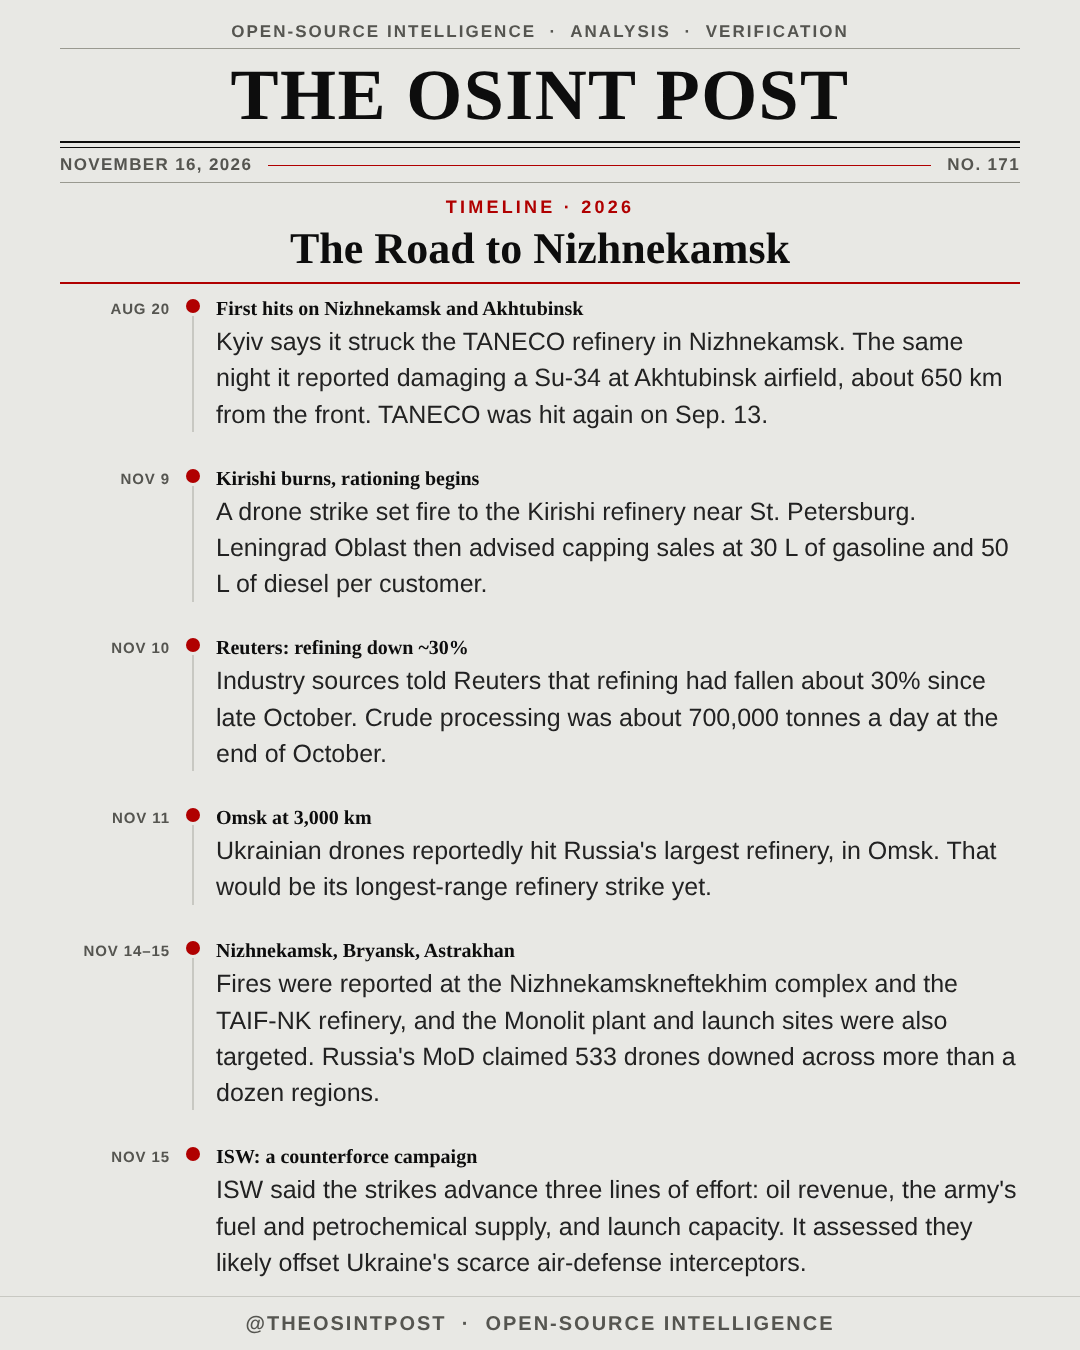 OPEN-SOURCE INTELLIGENCE · ANALYSIS · VERIFICATION
THE OSINT POST
NOVEMBER 16, 2026 NO. 171
TIMELINE · 2026
The Road to Nizhnekamsk
AUG 20 First hits on Nizhnekamsk and Akhtubinsk
Kyiv says it struck the TANECO refinery in Nizhnekamsk. The same
night it reported damaging a Su-34 at Akhtubinsk airfield, about 650 km
from the front. TANECO was hit again on Sep. 13.
NOV 9 Kirishi burns, rationing begins
A drone strike set fire to the Kirishi refinery near St. Petersburg.
Leningrad Oblast then advised capping sales at 30 L of gasoline and 50
L of diesel per customer.
NOV 10 Reuters: refining down ~30%
Industry sources told Reuters that refining had fallen about 30% since
late October. Crude processing was about 700,000 tonnes a day at the
end of October.
NOV 11 Omsk at 3,000 km
Ukrainian drones reportedly hit Russia's largest refinery, in Omsk. That
would be its longest-range refinery strike yet.
NOV 14–15 Nizhnekamsk, Bryansk, Astrakhan
Fires were reported at the Nizhnekamskneftekhim complex and the
TAIF-NK refinery, and the Monolit plant and launch sites were also
targeted. Russia's MoD claimed 533 drones downed across more than a
dozen regions.
NOV 15 ISW: a counterforce campaign
ISW said the strikes advance three lines of effort: oil revenue, the army's
fuel and petrochemical supply, and launch capacity. It assessed they
likely offset Ukraine's scarce air-defense interceptors.
@THEOSINTPOST · OPEN-SOURCE INTELLIGENCE